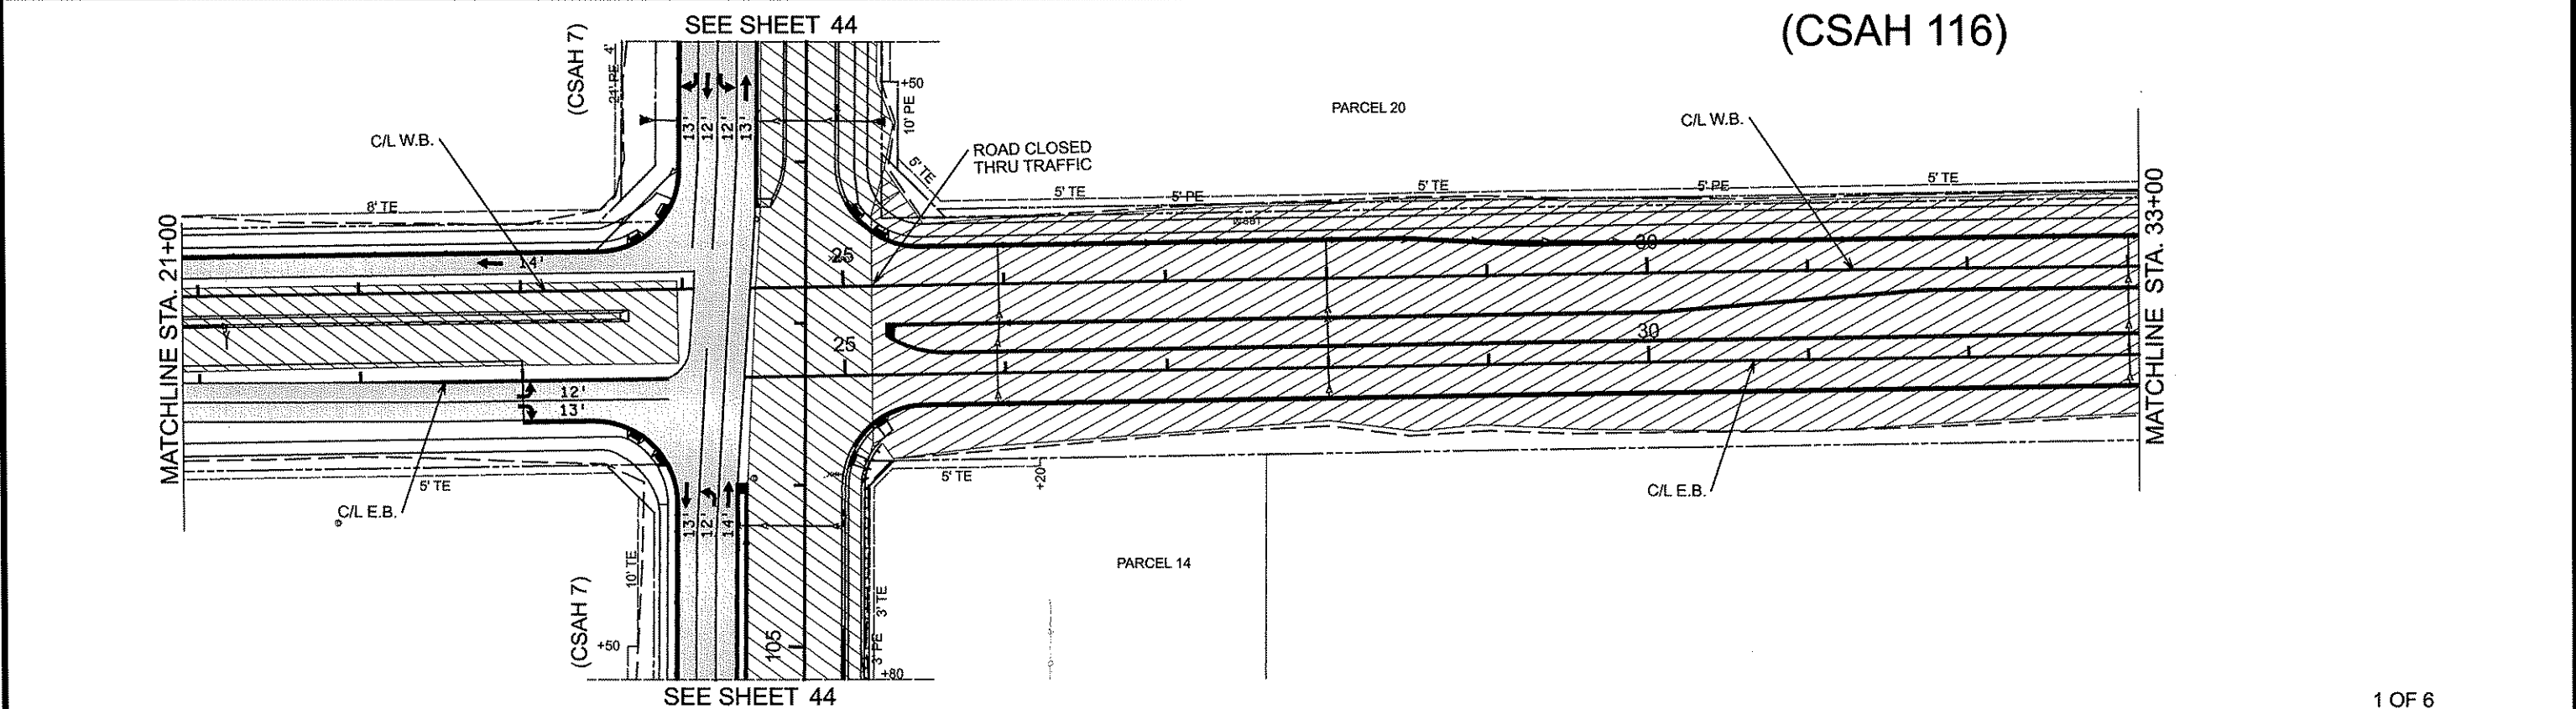 SEE SHEET 44
(CSAH 116)
(CSAH 7)
21' PE
4'
+50
10' PE
PARCEL 20
C/L W.B.
C/L W.B.
13'
12'
12'
13'
ROAD CLOSED
THRU TRAFFIC
5' TE
5' TE
5' PE
5' TE
5' PE
5' TE
8' TE
MATCHLINE STA. 21+00
MATCHLINE STA. 33+00
14'
25
30
25
30
12'
13'
5' TE
5' TE
+20
C/L E.B.
C/L E.B.
13'
12'
14'
10' TE
PARCEL 14
(CSAH 7)
3' TE
3' PE
+50
105
+80
SEE SHEET 44
1 OF 6